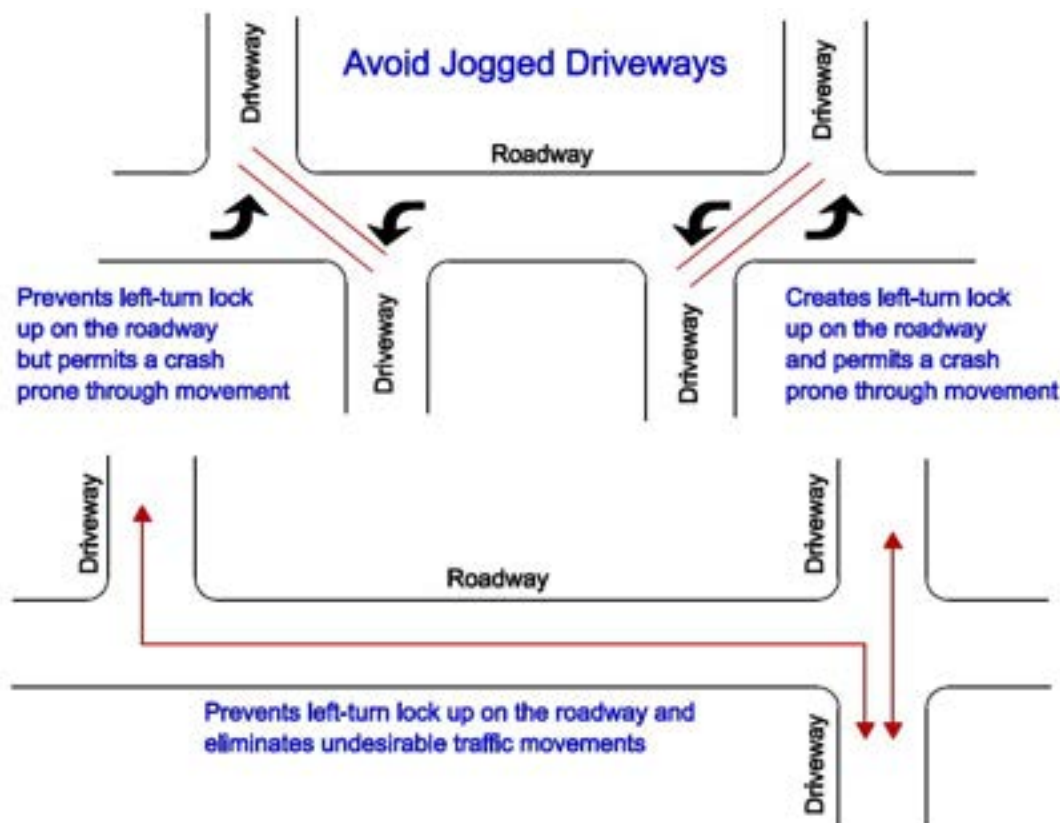 Avoid Jogged Driveways
Driveway
Driveway
Roadway
Prevents left-turn lock
up on the roadway
but permits a crash
prone through movement
Driveway
Driveway
Creates left-turn lock
up on the roadway
and permits a crash
prone through movement
Driveway
Driveway
Roadway
Prevents left-turn lock up on the roadway and
eliminates undesirable traffic movements
Driveway